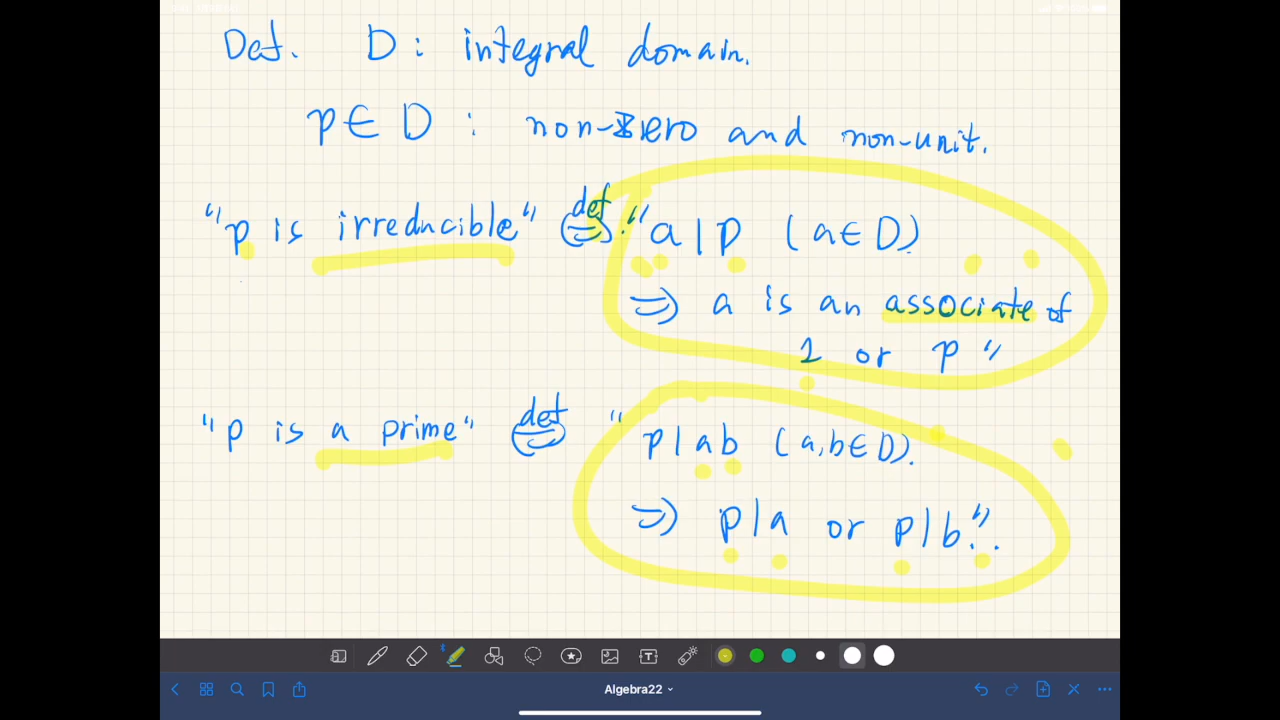 Def. D : integral domain.
p ∈ D : non-zero and non-unit.
"p is irreducible" ⇔def. "a | p (a ∈ D).
⇒ a is an associate of
1 or p"
"p is a prime" ⇔def "p | ab (a,b ∈ D).
⇒ p | a or p | b".
Algebra22